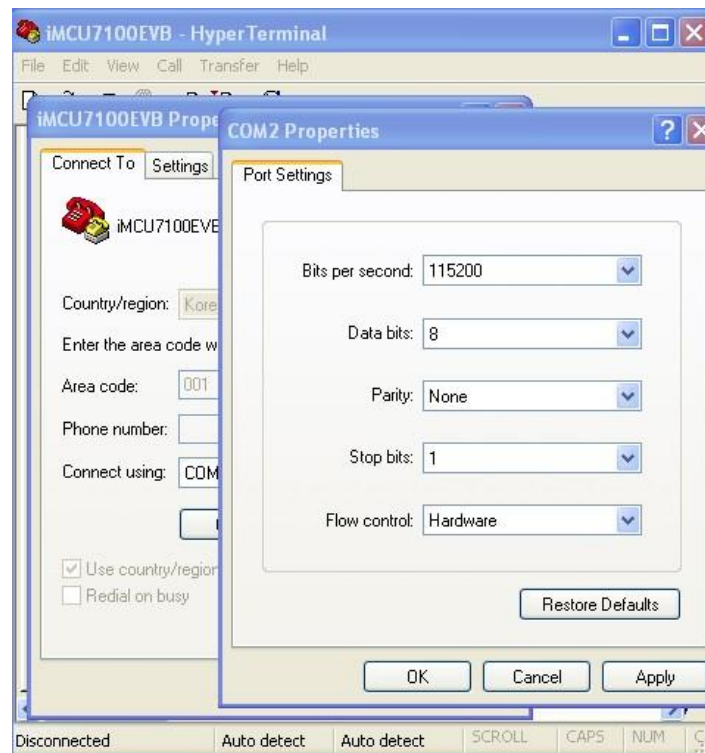 iMCU7100EVB - HyperTerminal
File Edit View Call Transfer Help
iMCU7100EVB Prope
COM2 Properties
Connect To Settings
Port Settings
iMCU7100EVE
Bits per second: 115200
Country/region: Kore
Data bits: 8
Enter the area code w
Area code: 001
Parity: None
Phone number:
Stop bits: 1
Connect using: COM
Flow control: Hardware
Use country/region
Redial on busy
Restore Defaults
OK Cancel Apply
Disconnected Auto detect Auto detect SCROLL CAPS NUM